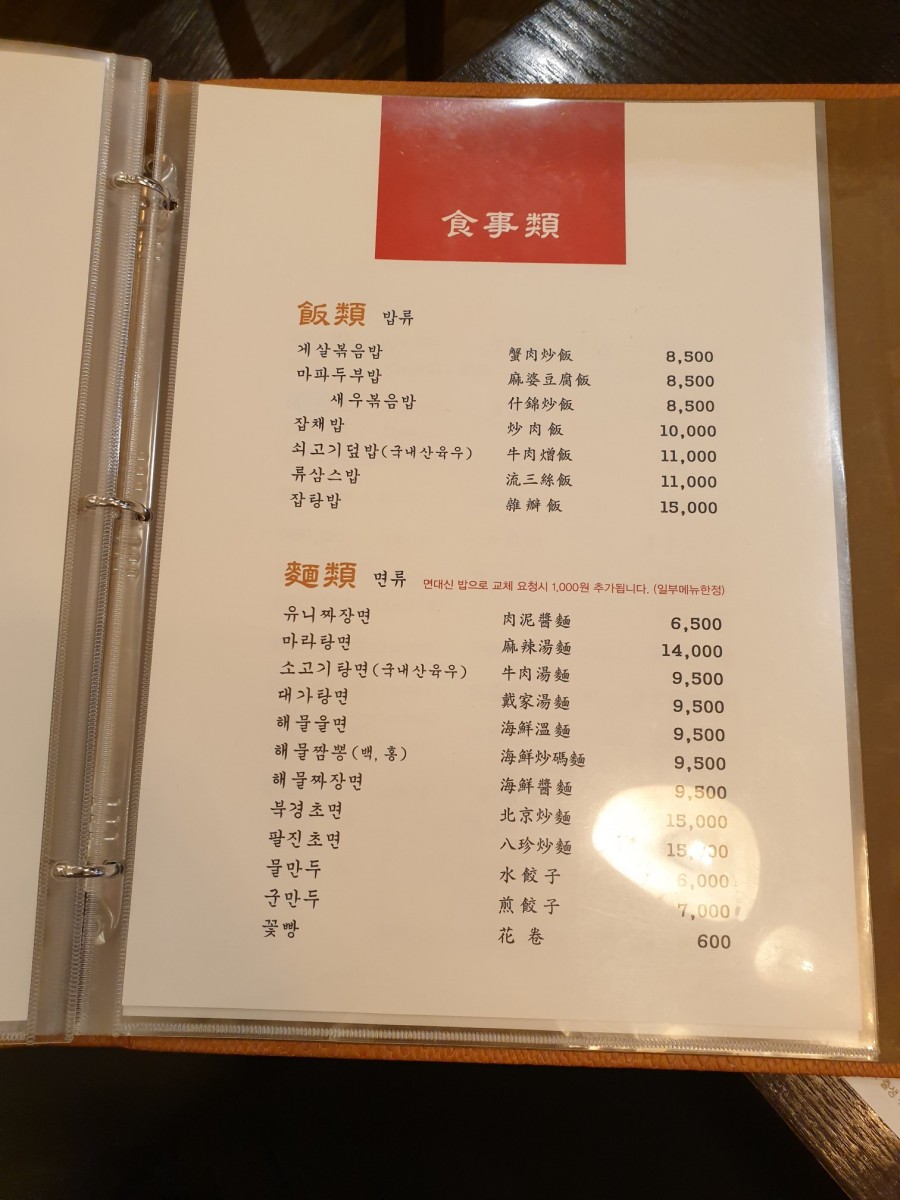 食事類
飯類 밥류
게살볶음밥 蟹肉炒飯 8,500
마파두부밥 麻婆豆腐飯 8,500
새우볶음밥 什錦炒飯 8,500
잡채밥 炒肉飯 10,000
쇠고기덮밥(국내산육우) 牛肉熷飯 11,000
류삼스밥 流三絲飯 11,000
잡탕밥 雜瓣飯 15,000
麵類 면류 면대신 밥으로 교체 요청시 1,000원 추가됩니다. (일부메뉴한정)
유니짜장면 肉泥醬麵 6,500
마라탕면 麻辣湯麵 14,000
소고기탕면(국내산육우) 牛肉湯麵 9,500
대가탕면 戴家湯麵 9,500
해물울면 海鮮溫麵 9,500
해물짬뽕(백,홍) 海鮮炒碼麵 9,500
해물짜장면 海鮮醬麵 9,500
북경초면 北京炒麵 15,000
팔진초면 八珍炒麵
물만두 水餃子 6,000
군만두 煎餃子 7,000
꽃빵 花卷 600